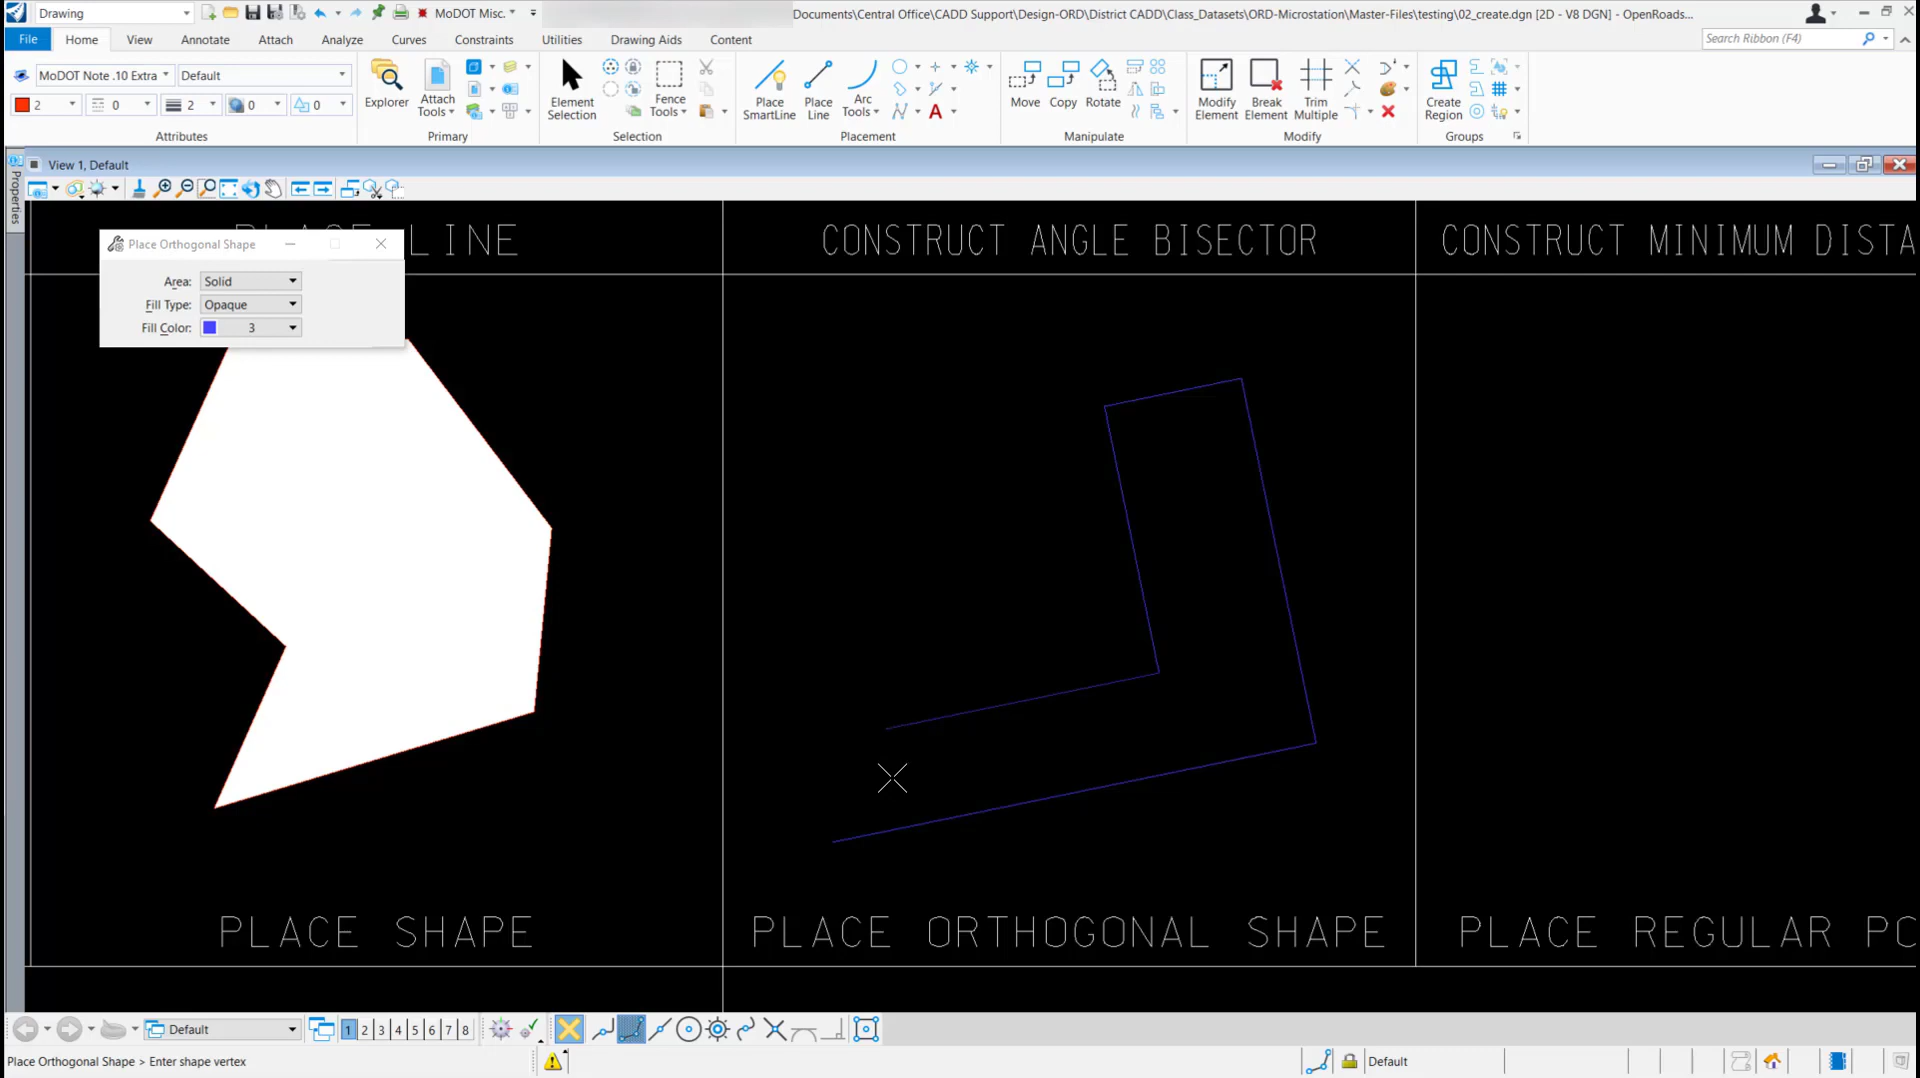 Drawing
MoDOT Misc.
Documents\Central Office\CADD Support\Design-ORD\District CADD\Class_Datasets\ORD-Microstation\Master-Files\testing\02_create.dgn [2D - V8 DGN] - OpenRoads...
File Home View Annotate Attach Analyze Curves Constraints Utilities Drawing Aids Content
Search Ribbon (F4)
MoDOT Note .10 Extra Default
2 0 2 0 0
Attributes
Explorer
Attach Tools
Primary
Element Selection
Fence Tools
Selection
Place SmartLine
Place Line
Arc Tools
A
Placement
Move Copy Rotate
Manipulate
Modify Element
Break Element
Trim Multiple
Modify
Create Region
Groups
View 1, Default
Properties
PLACE LINE
CONSTRUCT ANGLE BISECTOR
CONSTRUCT MINIMUM DISTA
Place Orthogonal Shape
Area: Solid
Fill Type: Opaque
Fill Color: 3
PLACE SHAPE
PLACE ORTHOGONAL SHAPE
PLACE REGULAR PO
Default
1 2 3 4 5 6 7 8
Place Orthogonal Shape > Enter shape vertex
Default